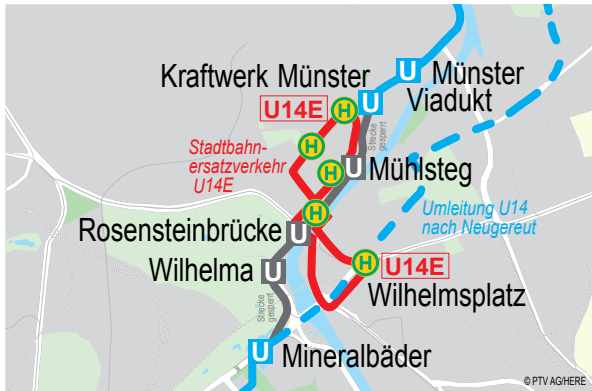 Kraftwerk Münster
U
Münster
Viadukt
U
H
U14E
Strecke
gesperrt
Stadtbahn-
ersatzverkehr
U14E
H
H
U
Mühlsteg
H
Umleitung U14
nach Neugereut
Rosensteinbrücke
U
Wilhelma
U
H
U14E
Wilhelmsplatz
Strecke
gesperrt
U
Mineralbäder
© PTV AG/HERE